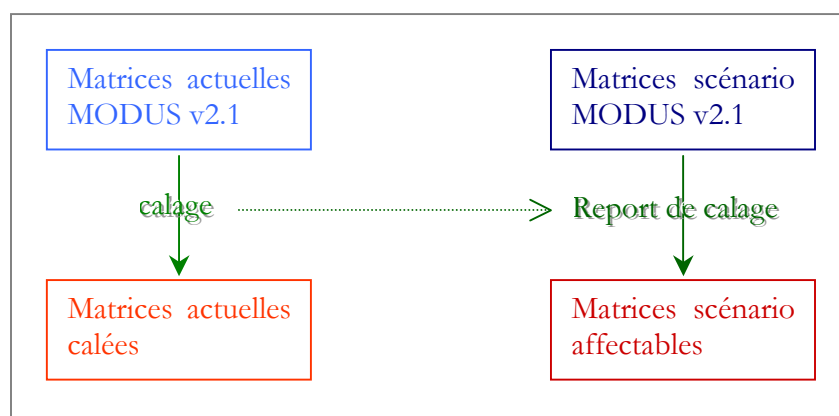 Matrices actuelles
MODUS v2.1
Matrices scénario
MODUS v2.1
calage
Report de calage
Matrices actuelles
calées
Matrices scénario
affectables